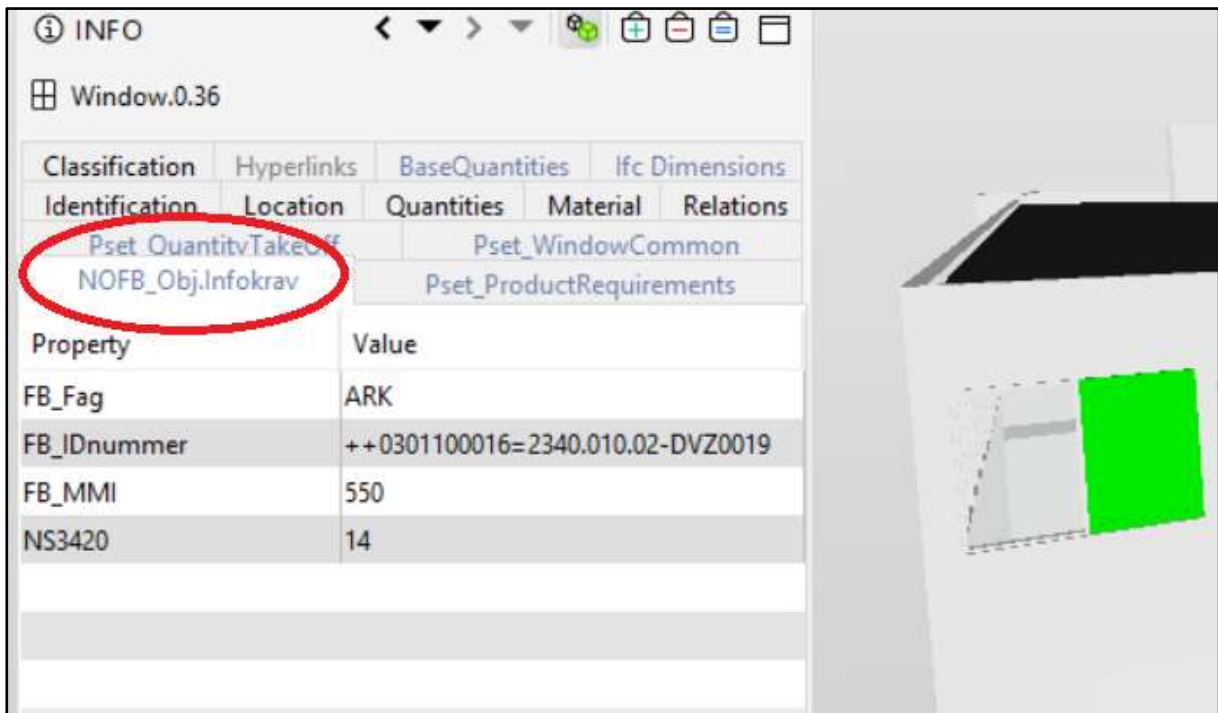 INFO
Window.0.36
Classification Hyperlinks BaseQuantities Ifc Dimensions
Identification Location Quantities Material Relations
Pset_QuantityTakeOff Pset_WindowCommon
NOFB_Obj.Infokrav Pset_ProductRequirements
Property Value
FB_Fag ARK
FB_IDnummer ++0301100016=2340.010.02-DVZ0019
FB_MMI 550
NS3420 14